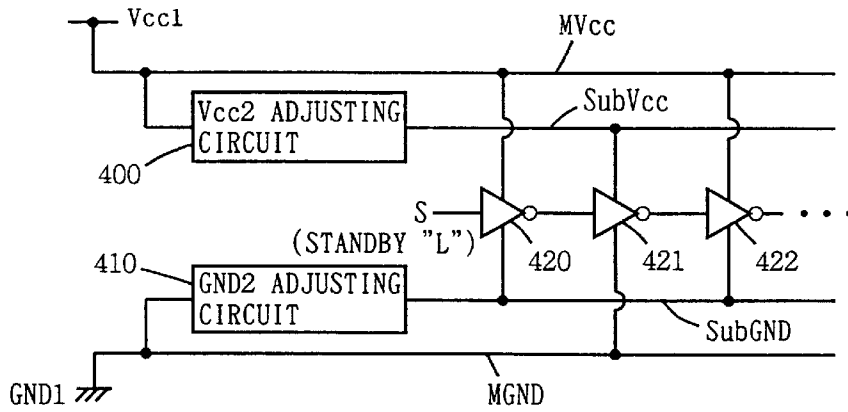 Vcc1
MVcc
Vcc2 ADJUSTING
CIRCUIT
SubVcc
400
S
(STANDBY "L")
420
421
422
410
GND2 ADJUSTING
CIRCUIT
SubGND
GND1
MGND